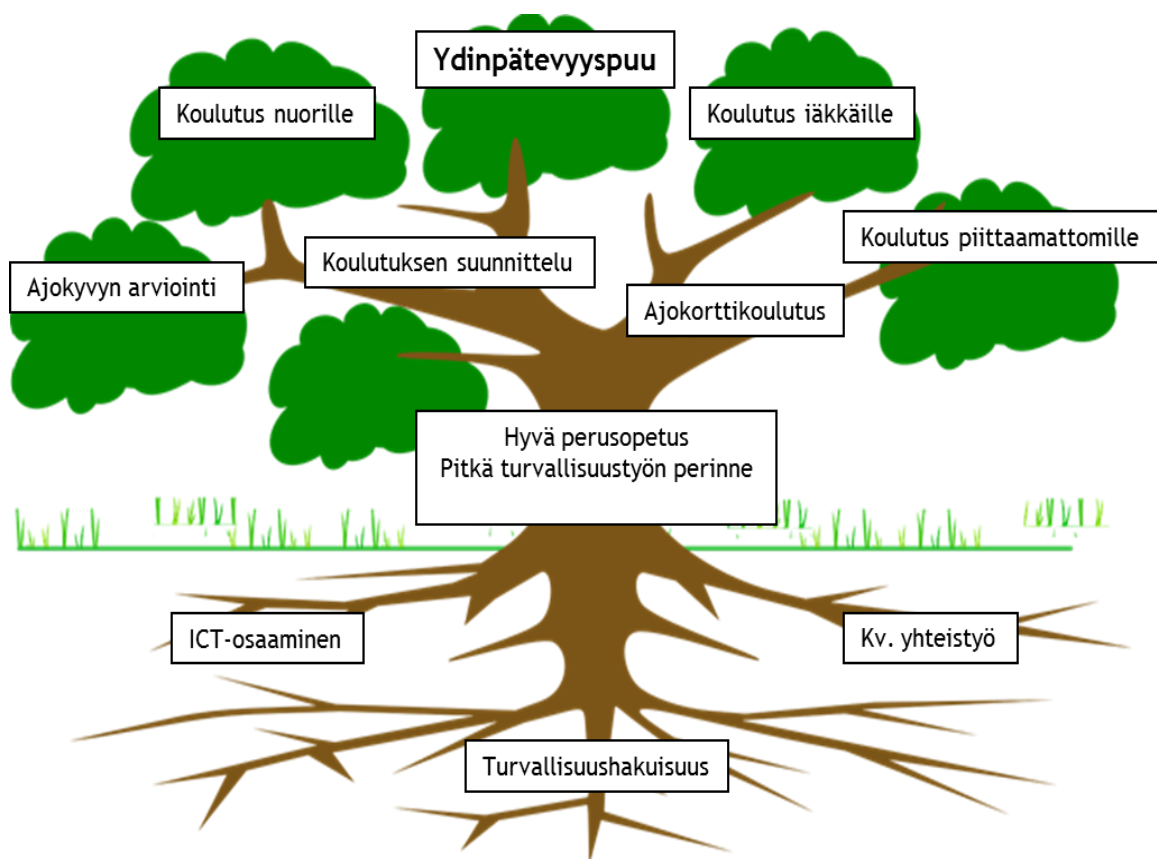 Ydinpätevyyspuu
Koulutus nuorille
Koulutus iäkkäille
Koulutus piittaamattomille
Koulutuksen suunnittelu
Ajokyvyn arviointi
Ajokorttikoulutus
Hyvä perusopetus
Pitkä turvallisuustyön perinne
ICT-osaaminen
Kv. yhteistyö
Turvallisuushakuisuus